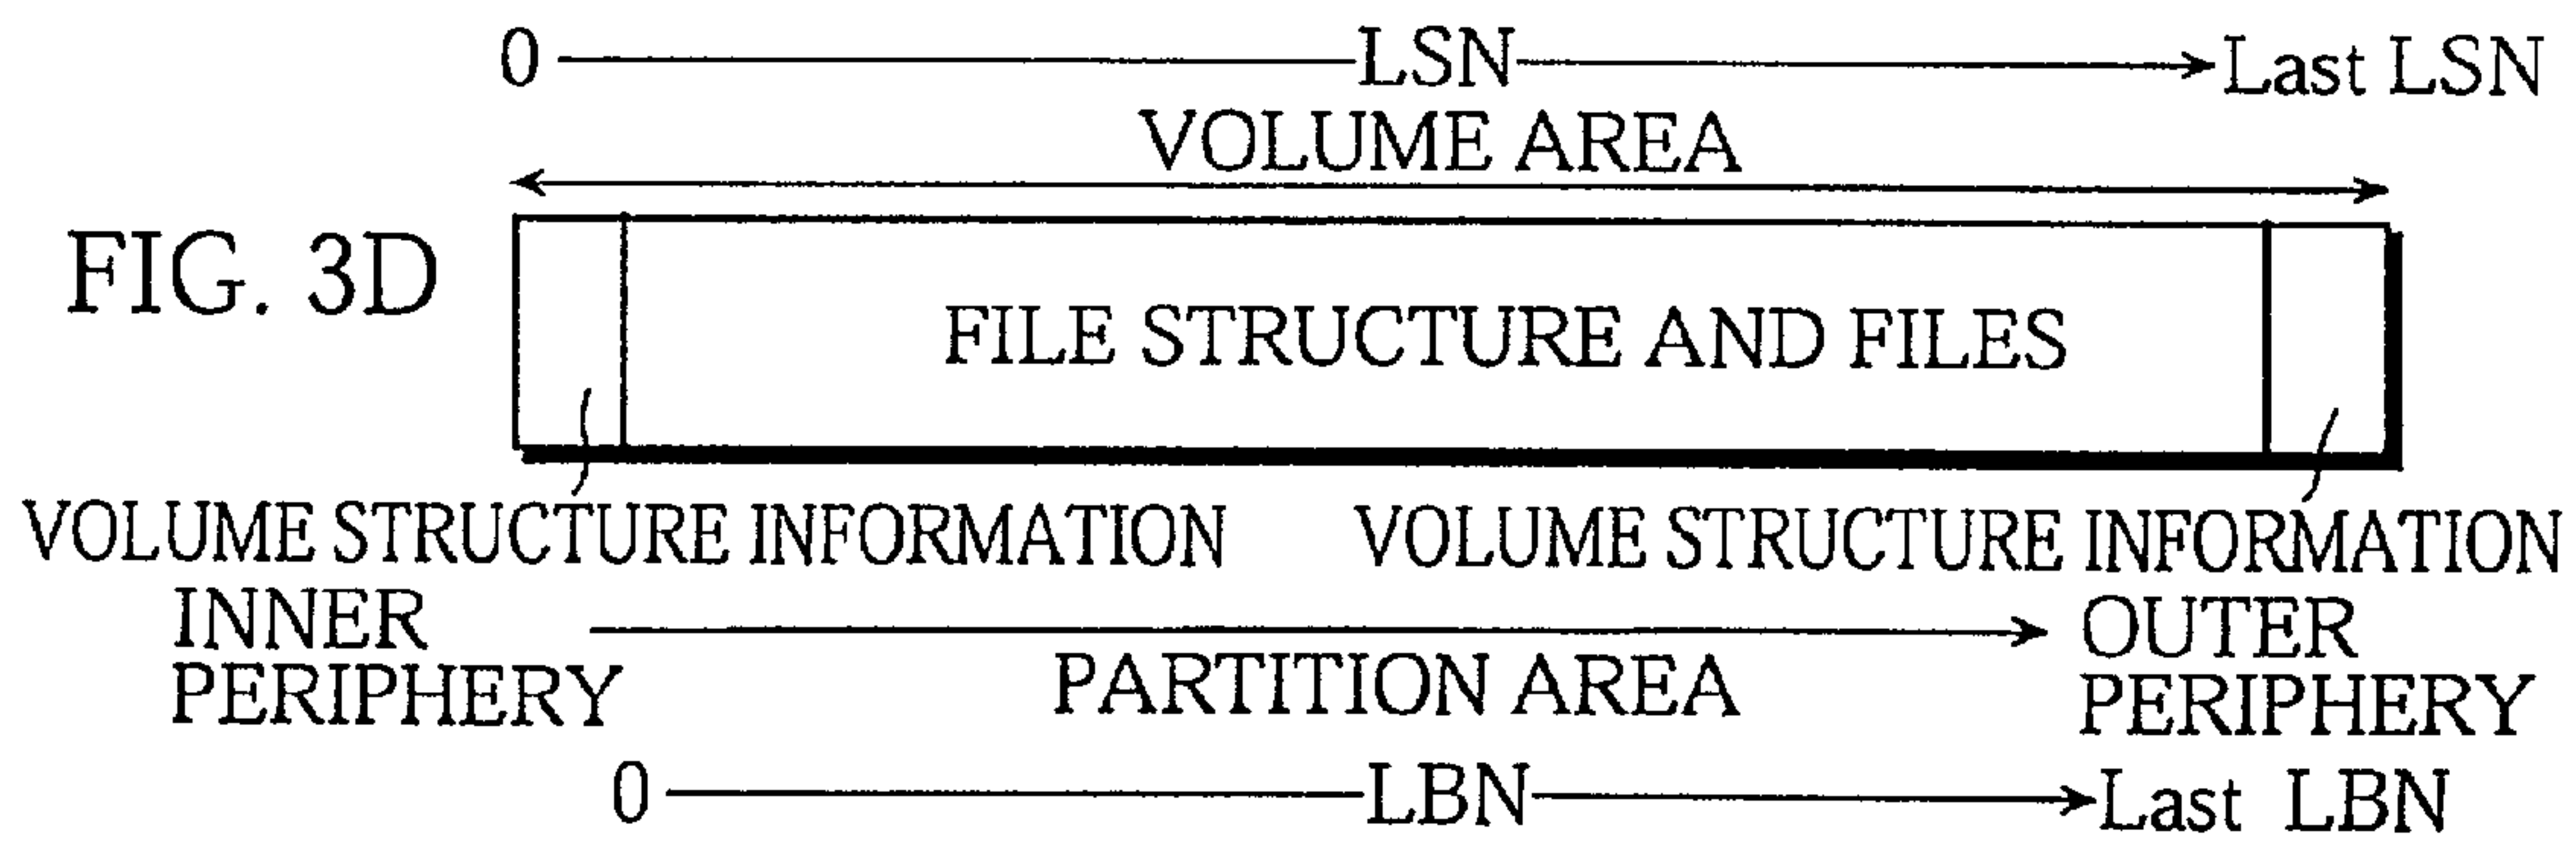 0 LSN Last LSN
VOLUME AREA
FIG. 3D
FILE STRUCTURE AND FILES
VOLUME STRUCTURE INFORMATION VOLUME STRUCTURE INFORMATION
INNER PERIPHERY
OUTER PERIPHERY
PARTITION AREA
0 LBN Last LBN